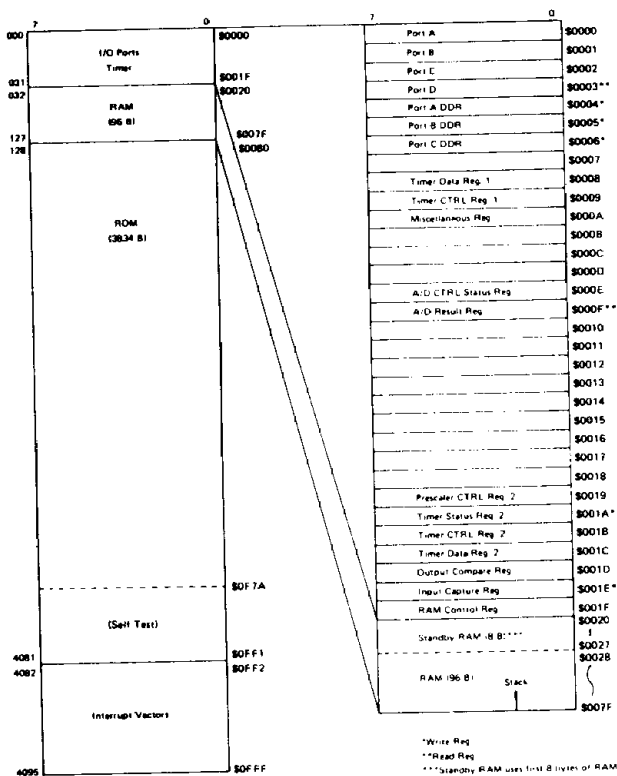 7 0
000 $0000
I/O Ports
Timer
031 $001F
032 $0020
RAM
(96 B)
127 $007F
128 $0080
ROM
(3834 B)
$0F7A
(Self Test)
4081 $0FF1
4082 $0FF2
Interrupt Vectors
4095 $0FFF
7 0
Port A $0000
Port B $0001
Port C $0002
Port D $0003**
Port A DDR $0004*
Port B DDR $0005*
Port C DDR $0006*
$0007
Timer Data Reg. 1 $0008
Timer CTRL Reg. 1 $0009
Miscellaneous Reg $000A
$000B
$000C
$000D
A/D CTRL Status Reg $000E
A/D Result Reg $000F**
$0010
$0011
$0012
$0013
$0014
$0015
$0016
$0017
$0018
Prescaler CTRL Reg. 2 $0019
Timer Status Reg. 2 $001A*
Timer CTRL Reg. 2 $001B
Timer Data Reg. 2 $001C
Output Compare Reg $001D
Input Capture Reg $001E*
RAM Control Reg $001F
$0020
Standby RAM (8 B)***
$0027
$0028
RAM (96 B) Stack
$007F
*Write Reg
**Read Reg
***Standby RAM uses first 8 bytes of RAM